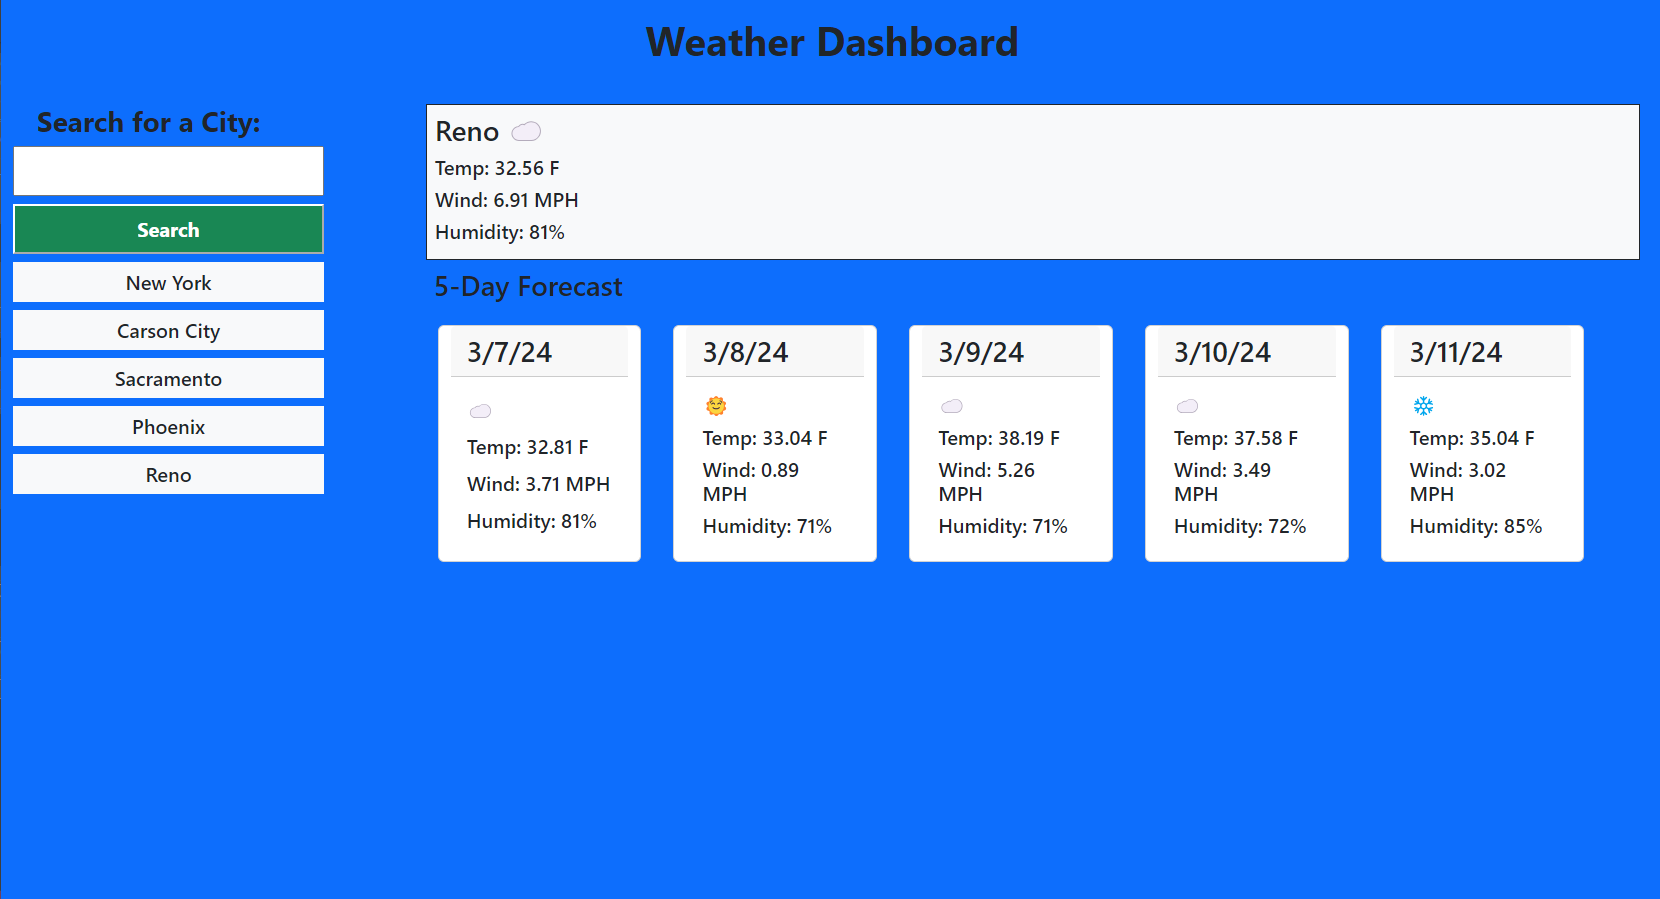 Weather Dashboard
Search for a City:
Search
New York
Carson City
Sacramento
Phoenix
Reno
Reno
Temp: 32.56 F
Wind: 6.91 MPH
Humidity: 81%
5-Day Forecast
3/7/24
Temp: 32.81 F
Wind: 3.71 MPH
Humidity: 81%
3/8/24
Temp: 33.04 F
Wind: 0.89
MPH
Humidity: 71%
3/9/24
Temp: 38.19 F
Wind: 5.26
MPH
Humidity: 71%
3/10/24
Temp: 37.58 F
Wind: 3.49
MPH
Humidity: 72%
3/11/24
Temp: 35.04 F
Wind: 3.02
MPH
Humidity: 85%